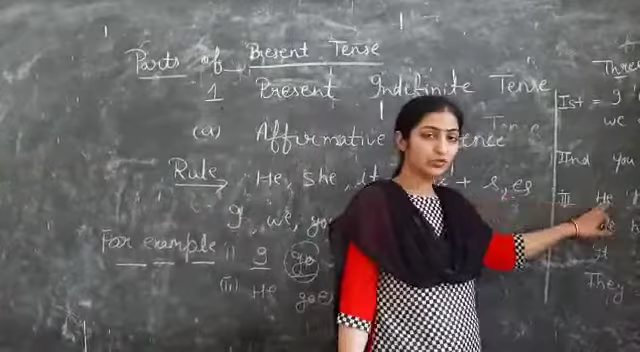 Parts of Present Tense
1 Present Indefinite Tense
(a) Affirmative
Rule He, she, it + s, es
I, we, you
For example (i) I go
(ii) He goes
Ist = I
we
IInd you
III He
It
They